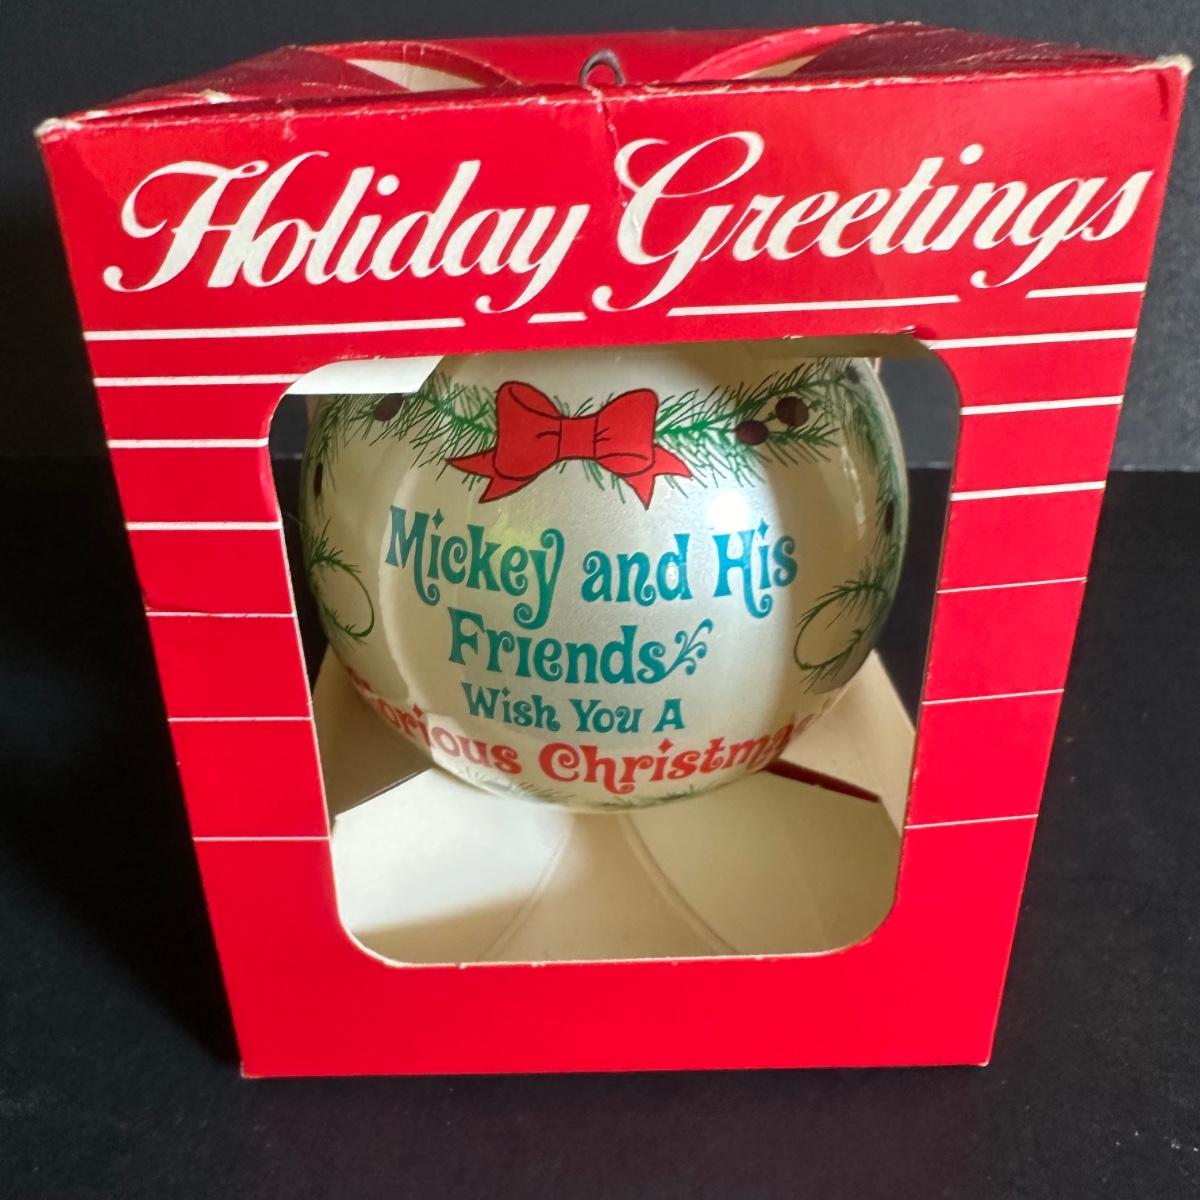 Holiday Greetings
Mickey and His
Friends
Wish You A
Christmas